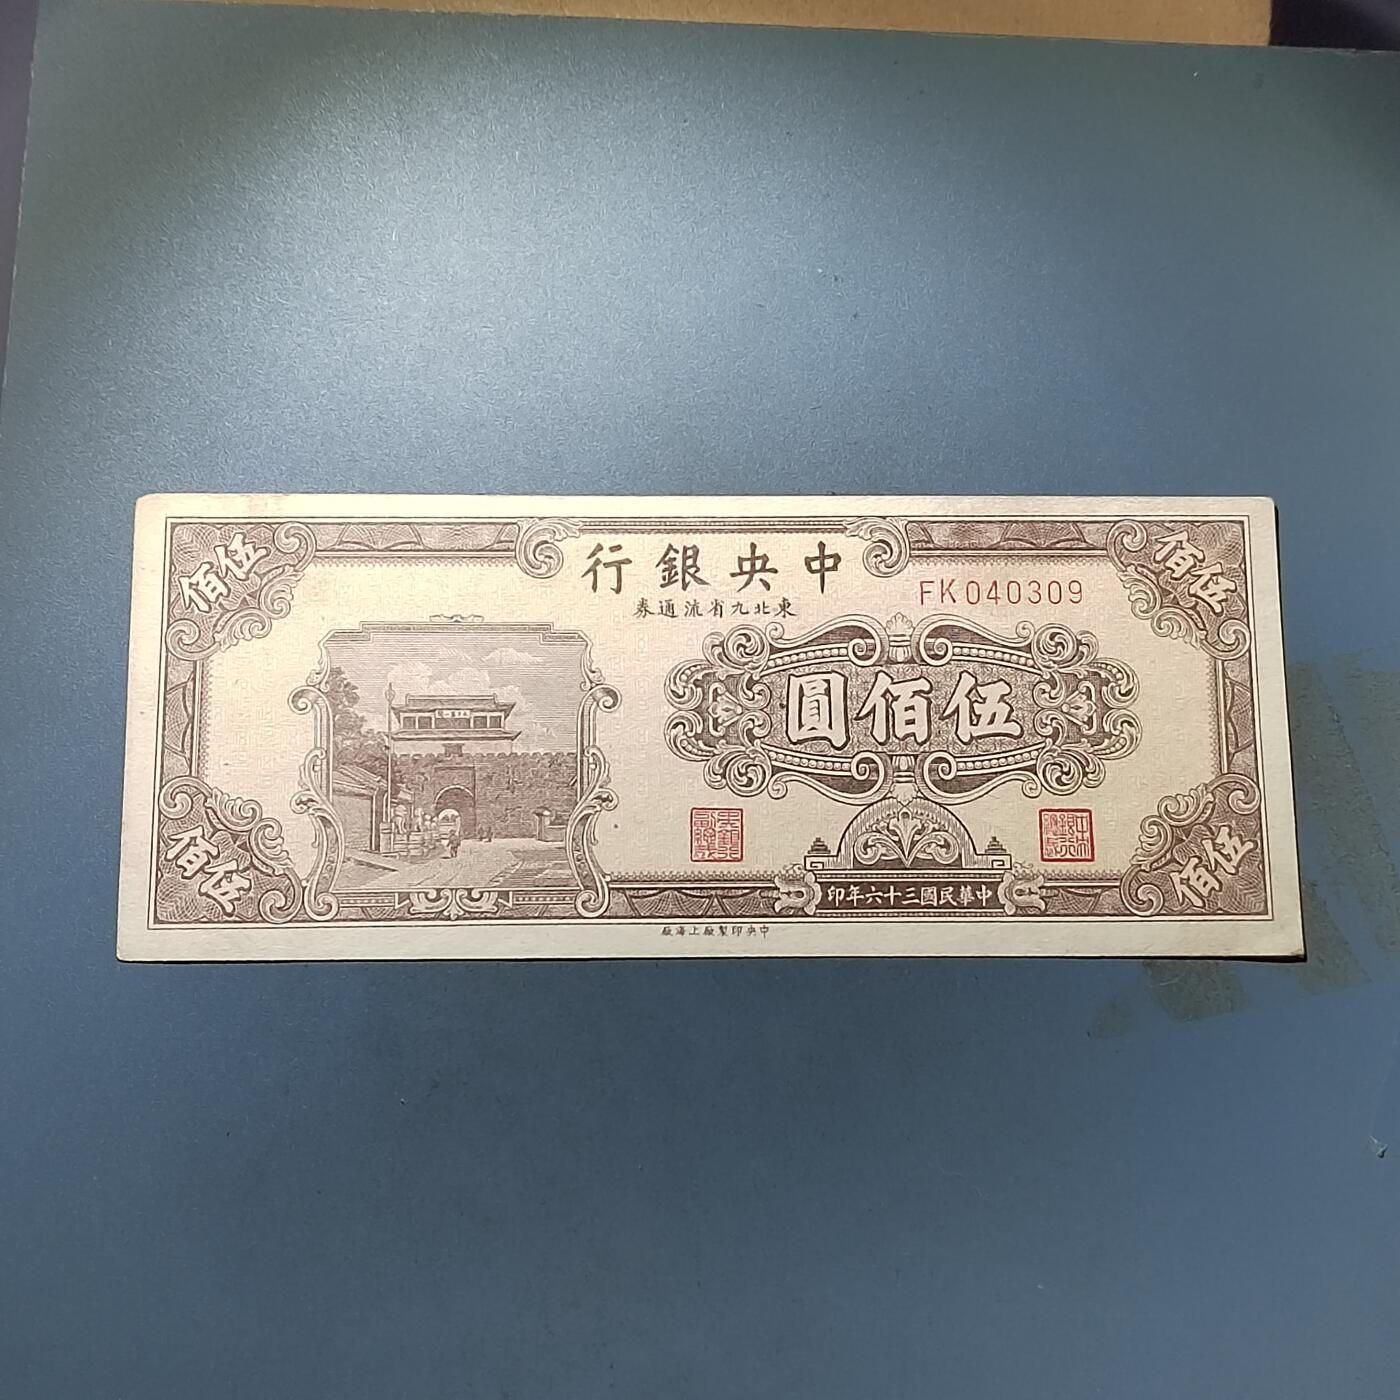 中央銀行
東北九省流通券
FK040309
伍佰圓
伍佰
伍佰
伍佰
伍佰
中華民國三十六年印
中央印製廠上海廠